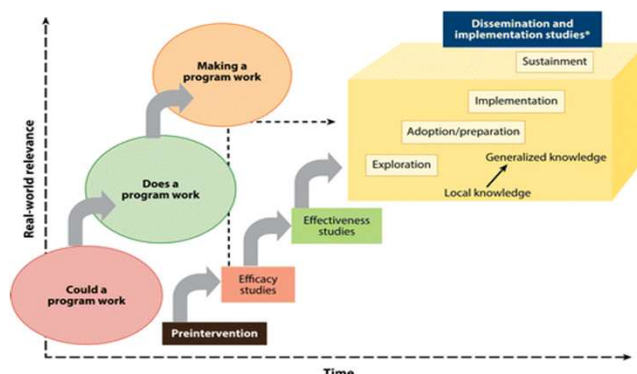 Dissemination and
implementation studies*
Sustainment
Making a
program work
Implementation
Adoption/preparation
Generalized knowledge
Exploration
Local knowledge
Does a
program work
Effectiveness
studies
Efficacy
studies
Could a
program work
Preintervention
Real-world relevance
Time